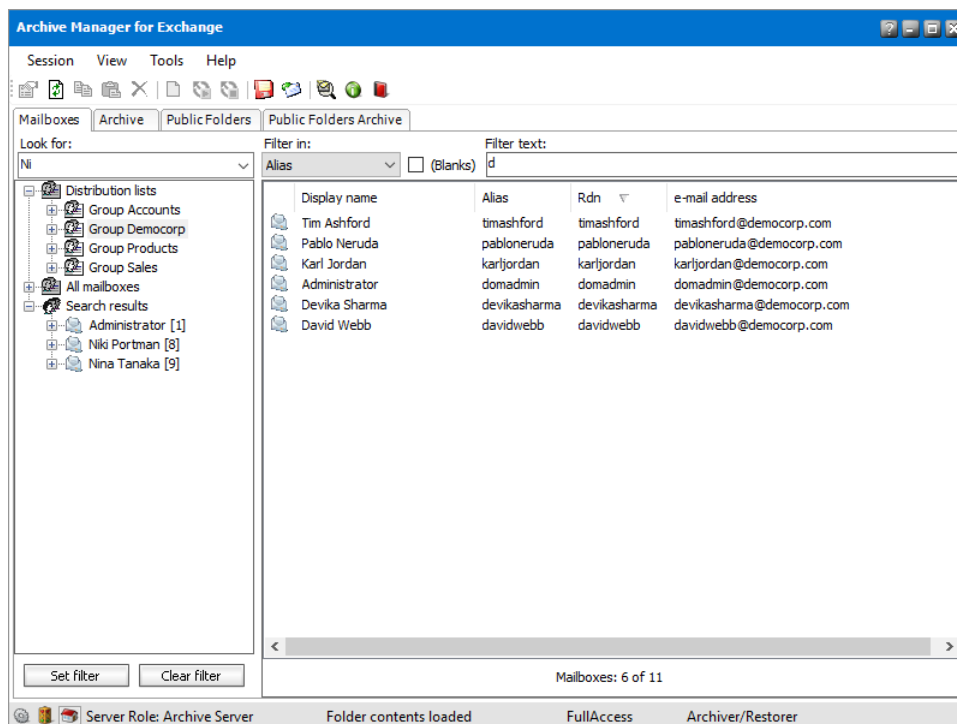 Archive Manager for Exchange
Session View Tools Help
Mailboxes Archive Public Folders Public Folders Archive
Look for: Filter in: Filter text:
Ni Alias (Blanks) d
Distribution lists
Group Accounts
Group Democorp
Group Products
Group Sales
All mailboxes
Search results
Administrator [1]
Niki Portman [8]
Nina Tanaka [9]
Display name Alias Rdn e-mail address
Tim Ashford timashford timashford timashford@democorp.com
Pablo Neruda pabloneruda pabloneruda pabloneruda@democorp.com
Karl Jordan karljordan karljordan karljordan@democorp.com
Administrator domadmin domadmin domadmin@democorp.com
Devika Sharma devikasharma devikasharma devikasharma@democorp.com
David Webb davidwebb davidwebb davidwebb@democorp.com
Set filter Clear filter Mailboxes: 6 of 11
Server Role: Archive Server Folder contents loaded FullAccess Archiver/Restorer